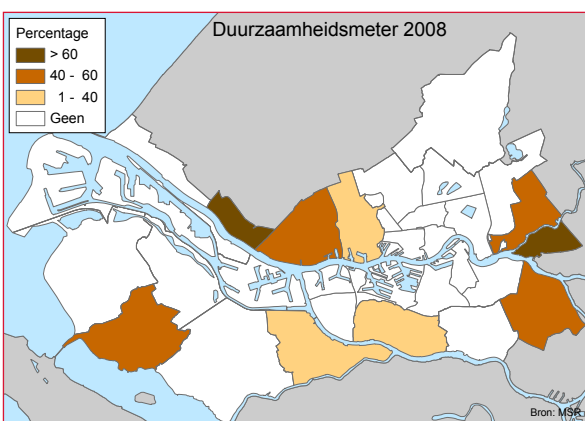 Duurzaamheidsmeter 2008
Percentage
> 60
40 - 60
1 - 40
Geen
Bron: MSR